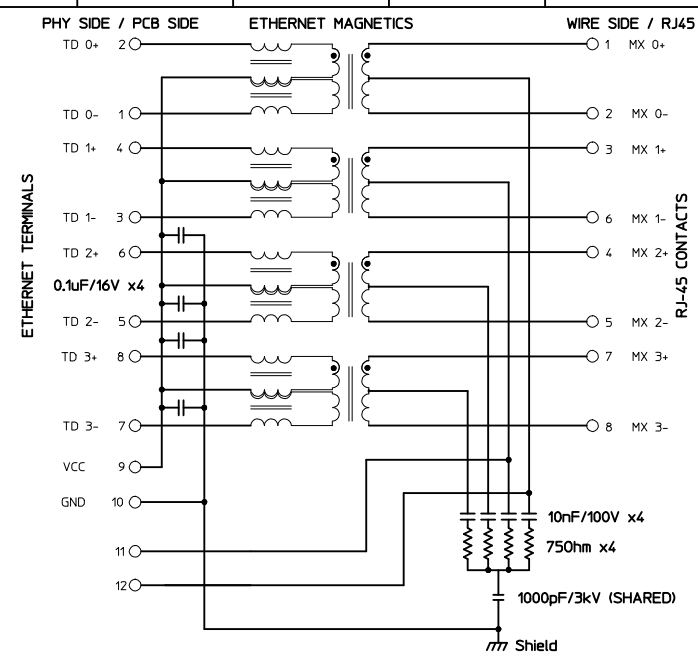 PHY SIDE / PCB SIDE ETHERNET MAGNETICS WIRE SIDE / RJ45
TD 0+ 2 1 MX 0+
TD 0- 1 2 MX 0-
TD 1+ 4 3 MX 1+
TD 1- 3 6 MX 1-
TD 2+ 6 4 MX 2+
0.1uF/16V x4
TD 2- 5 5 MX 2-
TD 3+ 8 7 MX 3+
TD 3- 7 8 MX 3-
ETHERNET TERMINALS
RJ-45 CONTACTS
VCC 9
GND 10
10nF/100V x4
11
75Ohm x4
12
1000pF/3kV (SHARED)
Shield